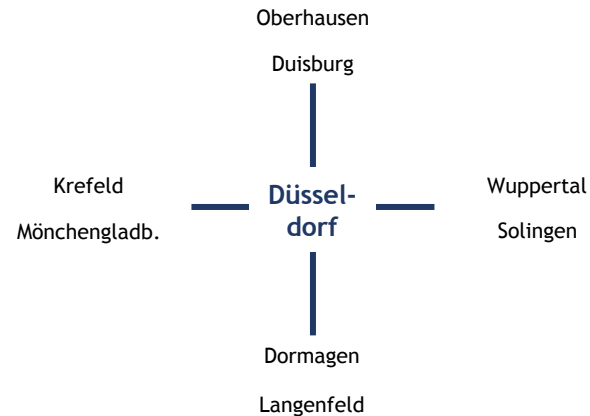 Oberhausen
Duisburg
Krefeld
Mönchengladb.
Düssel-
dorf
Wuppertal
Solingen
Dormagen
Langenfeld